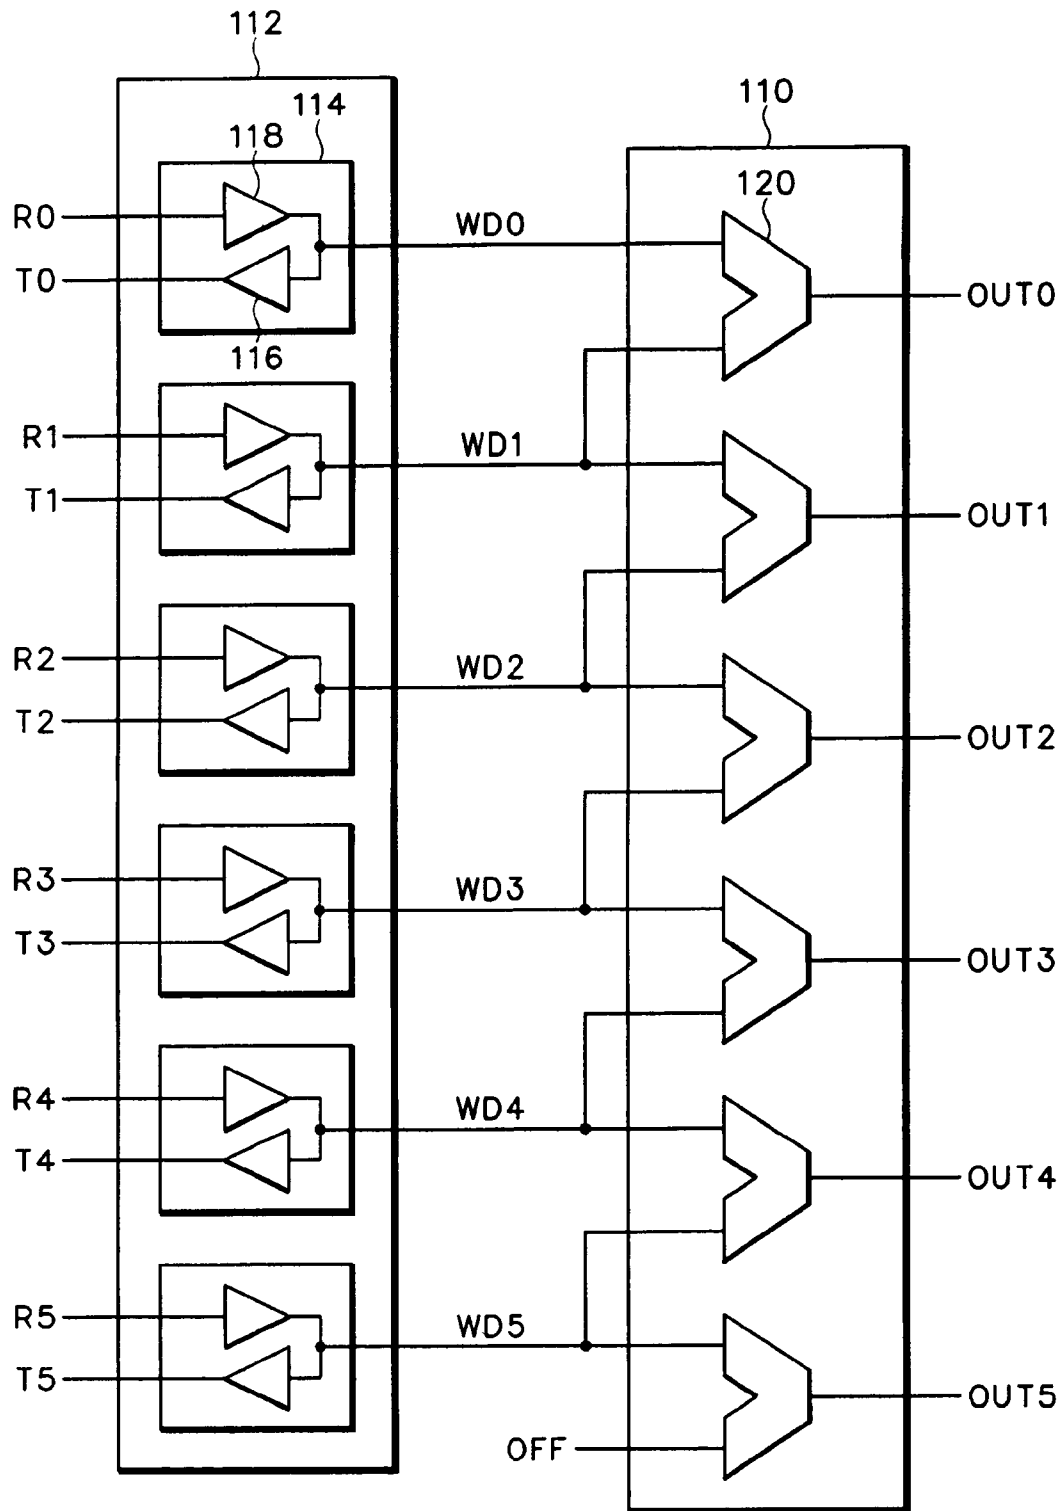 112
110
114
118
120
R0
WD0
T0
OUT0
116
R1
WD1
T1
OUT1
R2
WD2
T2
OUT2
R3
WD3
T3
OUT3
R4
WD4
T4
OUT4
R5
WD5
T5
OUT5
OFF